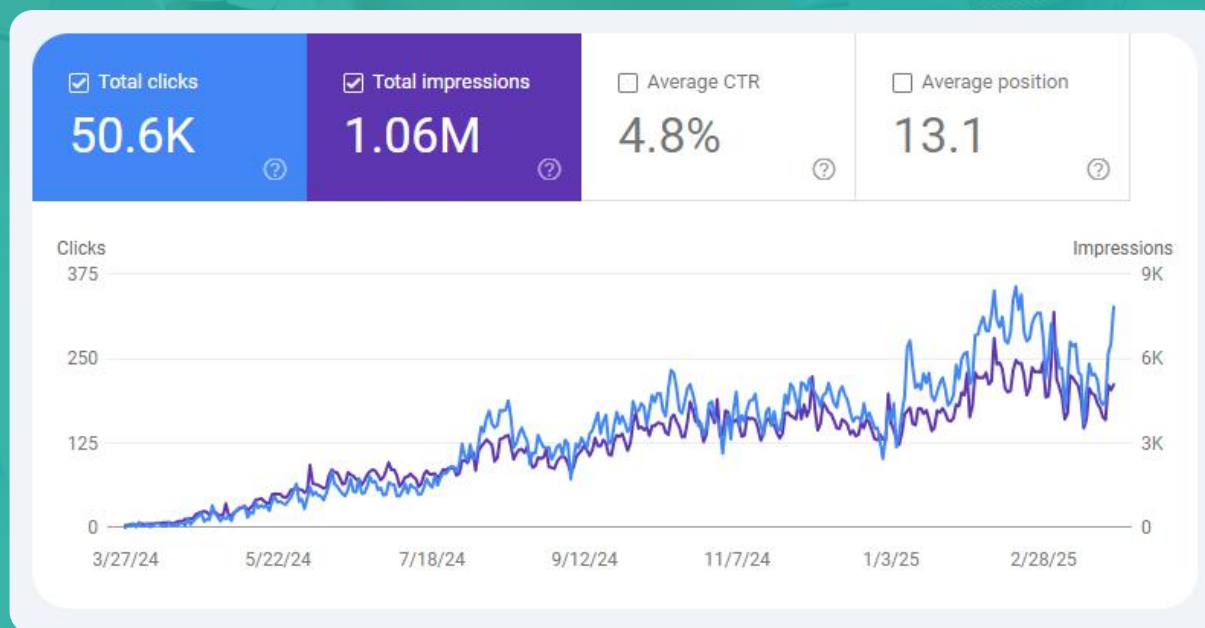 Total clicks
50.6K
Total impressions
1.06M
Average CTR
4.8%
Average position
13.1
Clicks
Impressions
375
9K
250
6K
125
3K
0
0
3/27/24
5/22/24
7/18/24
9/12/24
11/7/24
1/3/25
2/28/25